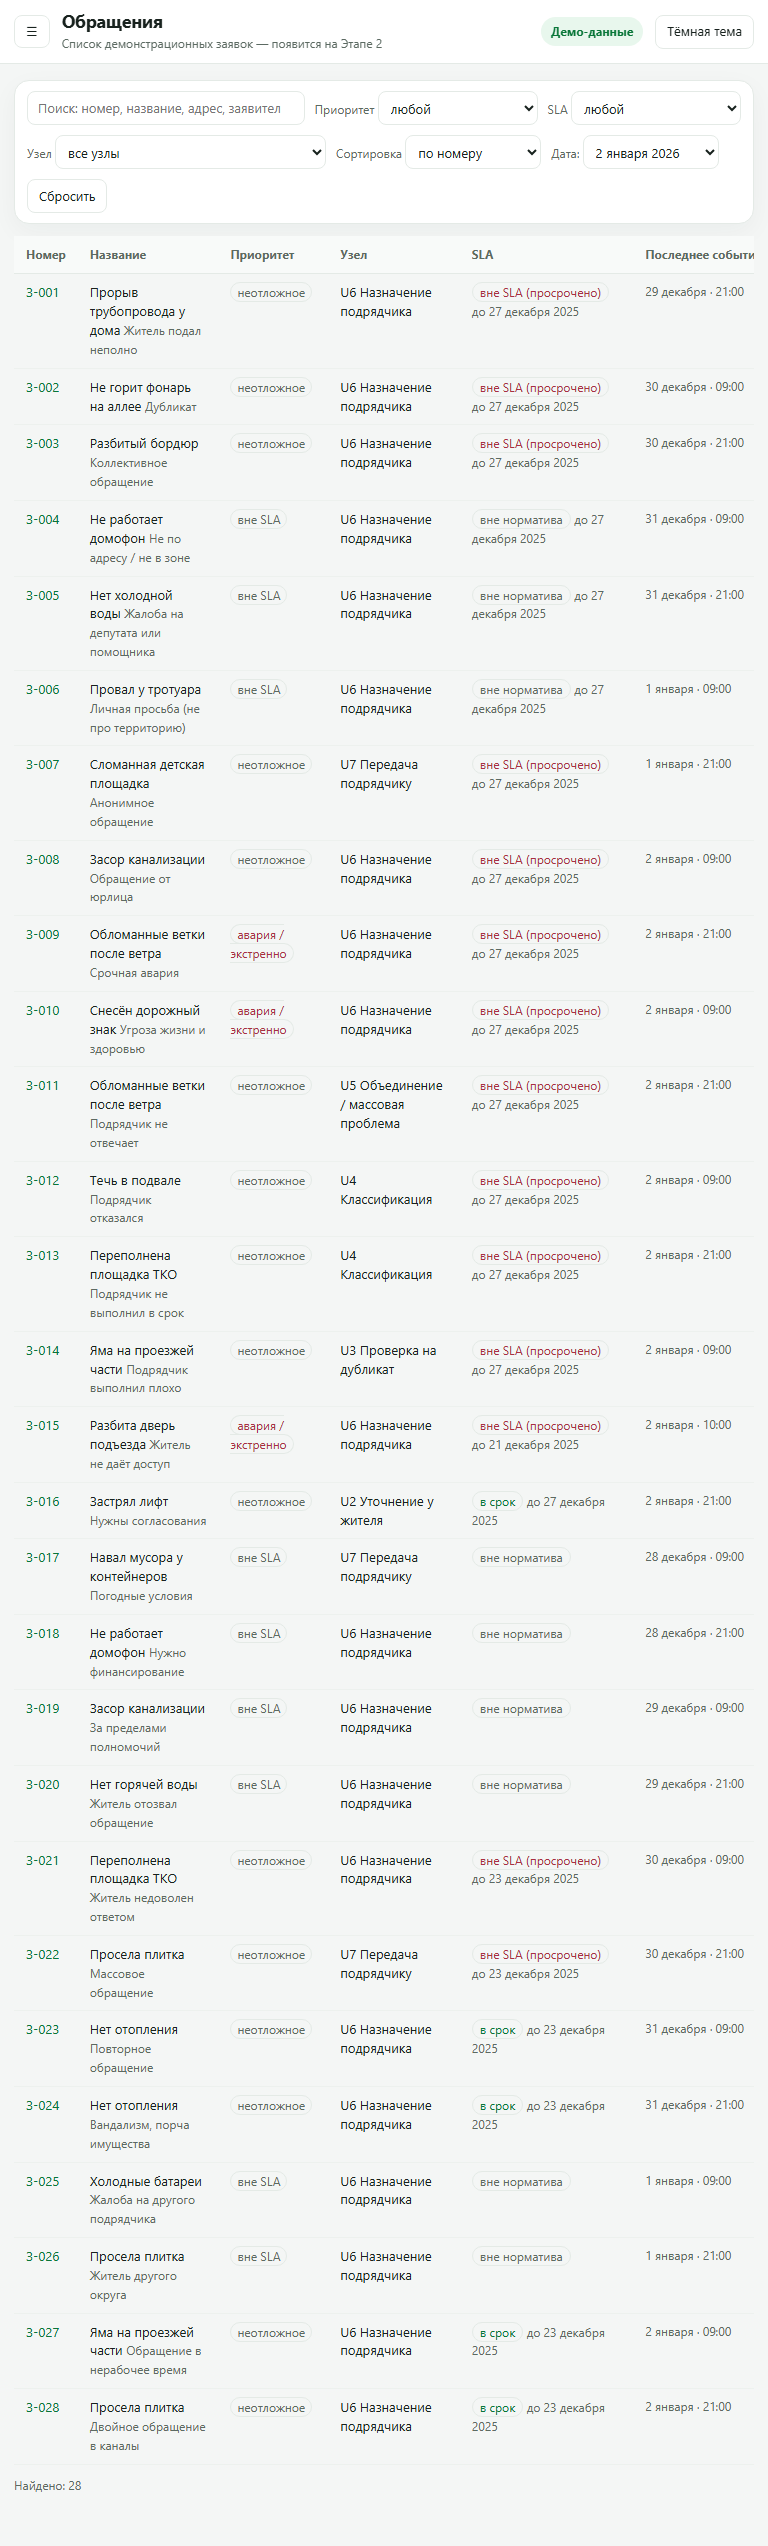 ☰
Обращения
Список демонстрационных заявок — появится на Этапе 2
Демо-данные
Тёмная тема
Поиск: номер, название, адрес, заявител
Приоритет любой
SLA любой
Узел все узлы
Сортировка по номеру
Дата: 2 января 2026
Сбросить
Номер Название Приоритет Узел SLA Последнее событи
З-001 Прорыв неотложное U6 Назначение вне SLA (просрочено) 29 декабря · 21:00
трубопровода у подрядчика до 27 декабря 2025
дома Житель подал
неполно
З-002 Не горит фонарь неотложное U6 Назначение вне SLA (просрочено) 30 декабря · 09:00
на аллее Дубликат подрядчика до 27 декабря 2025
З-003 Разбитый бордюр неотложное U6 Назначение вне SLA (просрочено) 30 декабря · 21:00
Коллективное подрядчика до 27 декабря 2025
обращение
З-004 Не работает вне SLA U6 Назначение вне норматива до 27 31 декабря · 09:00
домофон Не по подрядчика декабря 2025
адресу / не в зоне
З-005 Нет холодной вне SLA U6 Назначение вне норматива до 27 31 декабря · 21:00
воды Жалоба на подрядчика декабря 2025
депутата или
помощника
З-006 Провал у тротуара вне SLA U6 Назначение вне норматива до 27 1 января · 09:00
Личная просьба (не подрядчика декабря 2025
про территорию)
З-007 Сломанная детская неотложное U7 Передача вне SLA (просрочено) 1 января · 21:00
площадка подрядчику до 27 декабря 2025
Анонимное
обращение
З-008 Засор канализации неотложное U6 Назначение вне SLA (просрочено) 2 января · 09:00
Обращение от подрядчика до 27 декабря 2025
юрлица
З-009 Обломанные ветки авария / U6 Назначение вне SLA (просрочено) 2 января · 21:00
после ветра экстренно подрядчика до 27 декабря 2025
Срочная авария
З-010 Снесён дорожный авария / U6 Назначение вне SLA (просрочено) 2 января · 09:00
знак Угроза жизни и экстренно подрядчика до 27 декабря 2025
здоровью
З-011 Обломанные ветки неотложное U5 Объединение вне SLA (просрочено) 2 января · 21:00
после ветра / массовая до 27 декабря 2025
Подрядчик не проблема
отвечает
З-012 Течь в подвале неотложное U4 вне SLA (просрочено) 2 января · 09:00
Подрядчик Классификация до 27 декабря 2025
отказался
З-013 Переполнена неотложное U4 вне SLA (просрочено) 2 января · 21:00
площадка ТКО Классификация до 27 декабря 2025
Подрядчик не
выполнил в срок
З-014 Яма на проезжей неотложное U3 Проверка на вне SLA (просрочено) 2 января · 09:00
части Подрядчик дубликат до 27 декабря 2025
выполнил плохо
З-015 Разбита дверь авария / U6 Назначение вне SLA (просрочено) 2 января · 10:00
подъезда Житель экстренно подрядчика до 21 декабря 2025
не даёт доступ
З-016 Застрял лифт неотложное U2 Уточнение у в срок до 27 декабря 2 января · 21:00
Нужны согласования жителя 2025
З-017 Навал мусора у вне SLA U7 Передача вне норматива 28 декабря · 09:00
контейнеров подрядчику
Погодные условия
З-018 Не работает вне SLA U6 Назначение вне норматива 28 декабря · 21:00
домофон Нужно подрядчика
финансирование
З-019 Засор канализации вне SLA U6 Назначение вне норматива 29 декабря · 09:00
За пределами подрядчика
полномочий
З-020 Нет горячей воды вне SLA U6 Назначение вне норматива 29 декабря · 21:00
Житель отозвал подрядчика
обращение
З-021 Переполнена неотложное U6 Назначение вне SLA (просрочено) 30 декабря · 09:00
площадка ТКО подрядчика до 23 декабря 2025
Житель недоволен
ответом
З-022 Просела плитка неотложное U7 Передача вне SLA (просрочено) 30 декабря · 21:00
Массовое подрядчику до 23 декабря 2025
обращение
З-023 Нет отопления неотложное U6 Назначение в срок до 23 декабря 31 декабря · 09:00
Повторное подрядчика 2025
обращение
З-024 Нет отопления неотложное U6 Назначение в срок до 23 декабря 31 декабря · 21:00
Вандализм, порча подрядчика 2025
имущества
З-025 Холодные батареи вне SLA U6 Назначение вне норматива 1 января · 09:00
Жалоба на другого подрядчика
подрядчика
З-026 Просела плитка вне SLA U6 Назначение вне норматива 1 января · 21:00
Житель другого подрядчика
округа
З-027 Яма на проезжей неотложное U6 Назначение в срок до 23 декабря 2 января · 09:00
части Обращение в подрядчика 2025
нерабочее время
З-028 Просела плитка неотложное U6 Назначение в срок до 23 декабря 2 января · 21:00
Двойное обращение подрядчика 2025
в каналы
Найдено: 28